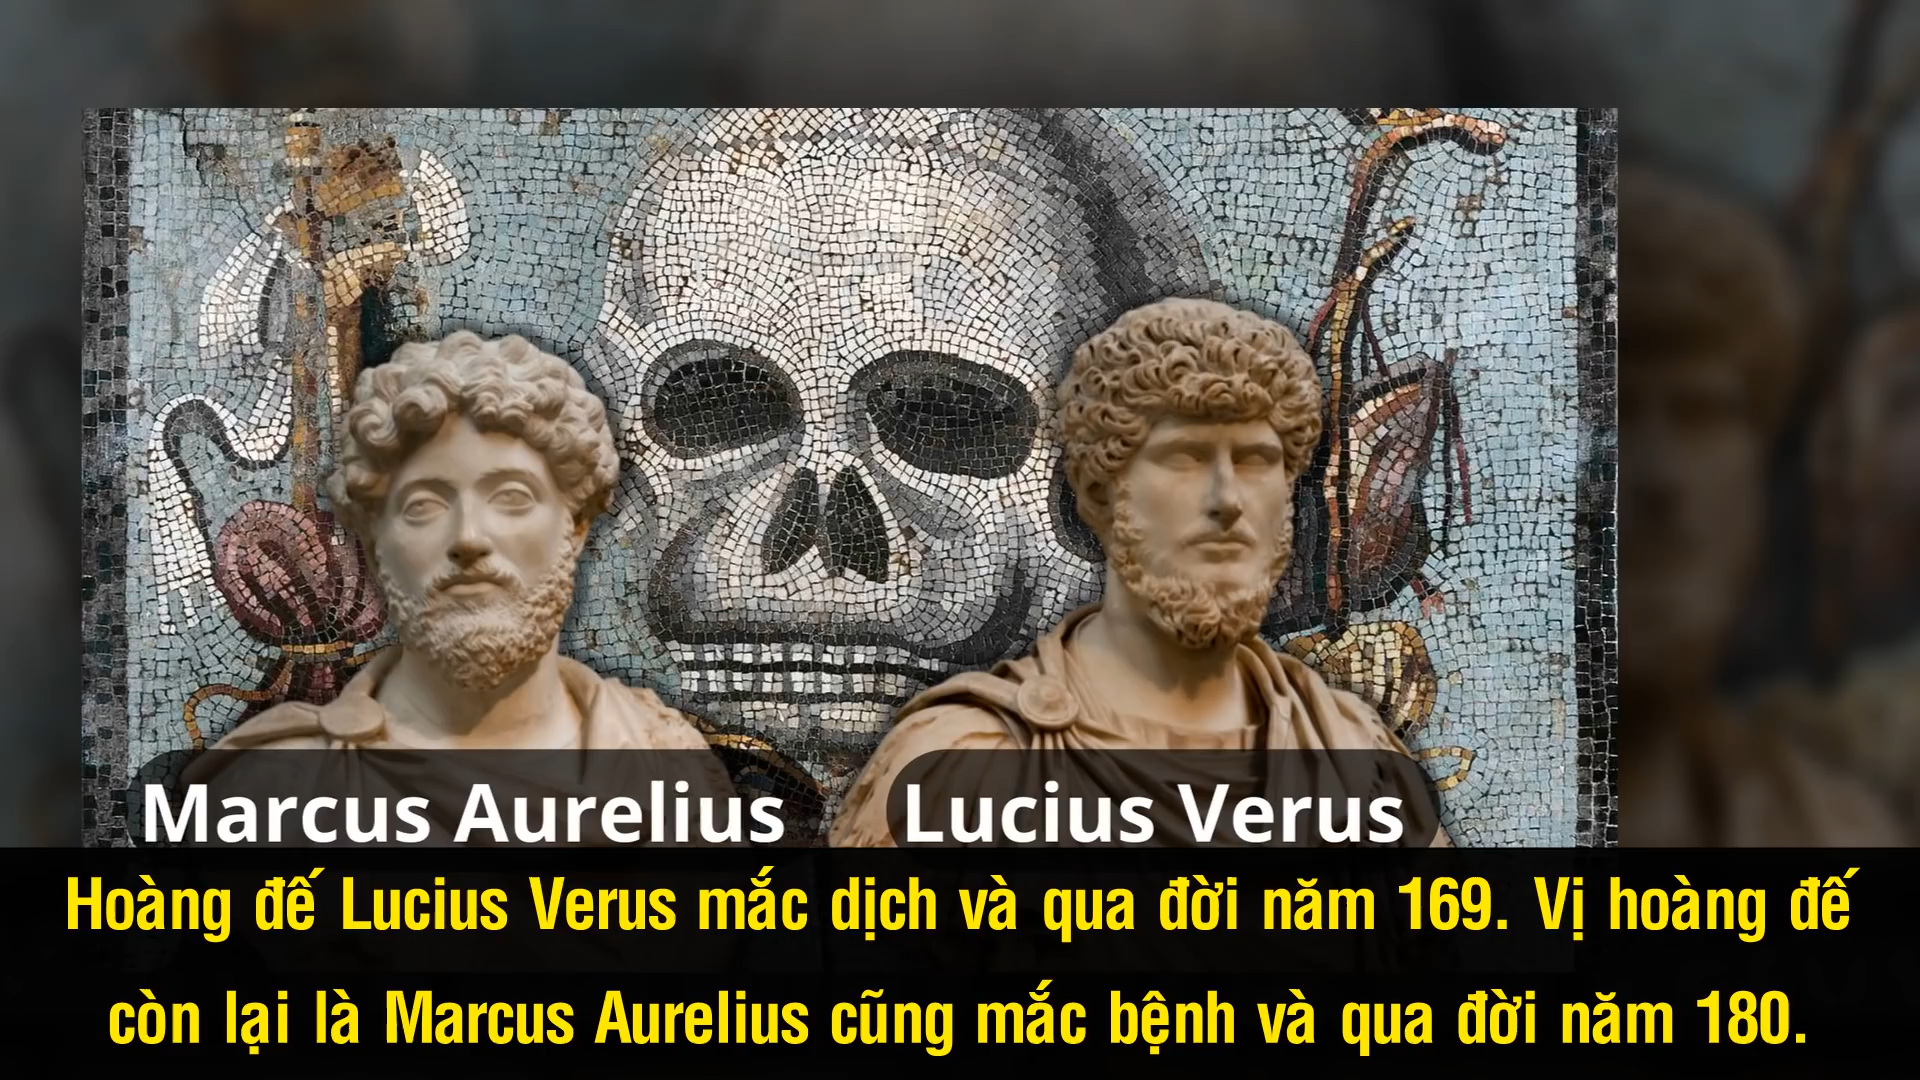 Marcus Aurelius
Lucius Verus
Hoàng đế Lucius Verus mắc dịch và qua đời năm 169. Vị hoàng đế
còn lại là Marcus Aurelius cũng mắc bệnh và qua đời năm 180.